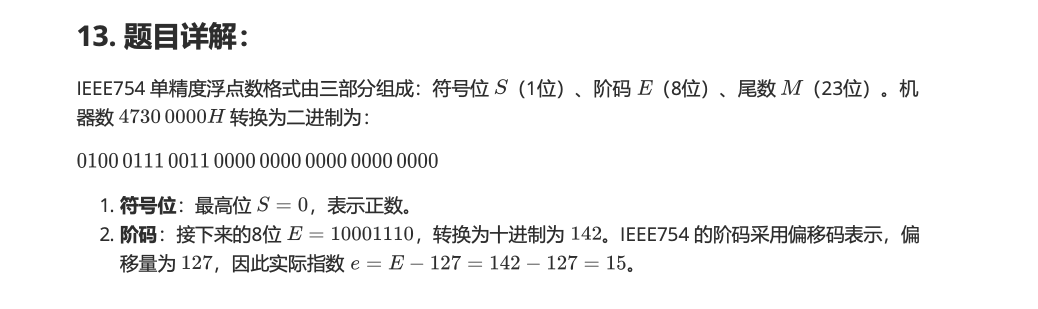 13. 题目详解：
IEEE754 单精度浮点数格式由三部分组成：符号位 S（1位）、阶码 E（8位）、尾数 M（23位）。机
器数 4730 0000H 转换为二进制为：
0100 0111 0011 0000 0000 0000 0000 0000
1. 符号位：最高位 S = 0，表示正数。
2. 阶码：接下来的8位 E = 10001110，转换为十进制为 142。IEEE754 的阶码采用偏移码表示，偏
移量为 127，因此实际指数 e = E − 127 = 142 − 127 = 15。